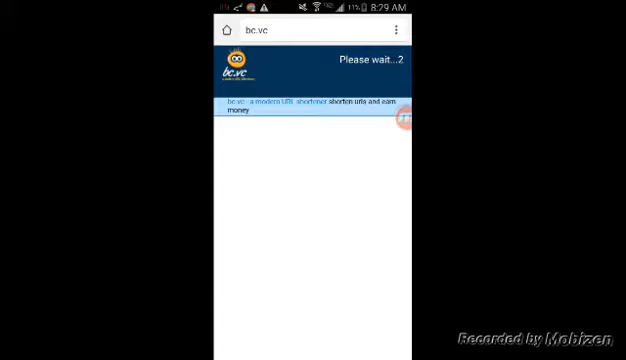 11% 8:29 AM
bc.vc
Please wait...2
bc.vc
bc.vc - a modern URL shortener shorten urls and earn
money
Recorded by Mobizen